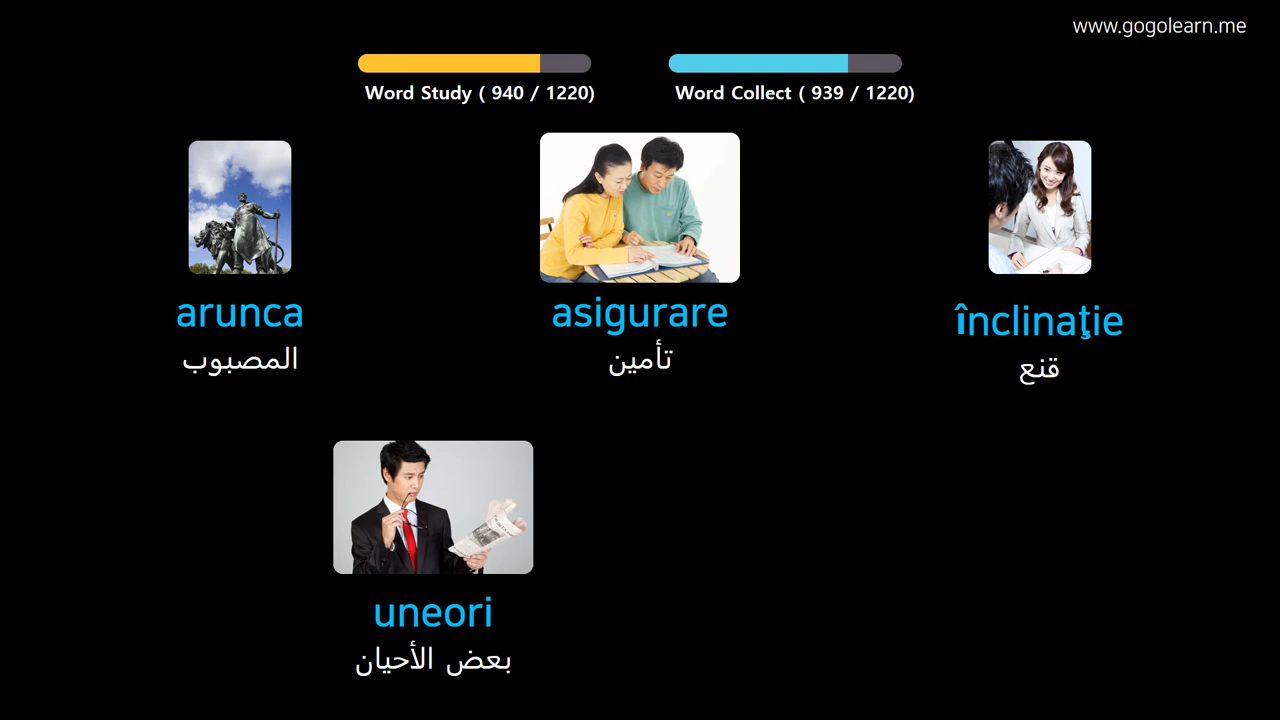 www.gogolearn.me
Word Study ( 940 / 1220)
Word Collect ( 939 / 1220)
arunca
المصبوب
asigurare
تأمين
înclinaţie
قنع
uneori
بعض الأحيان